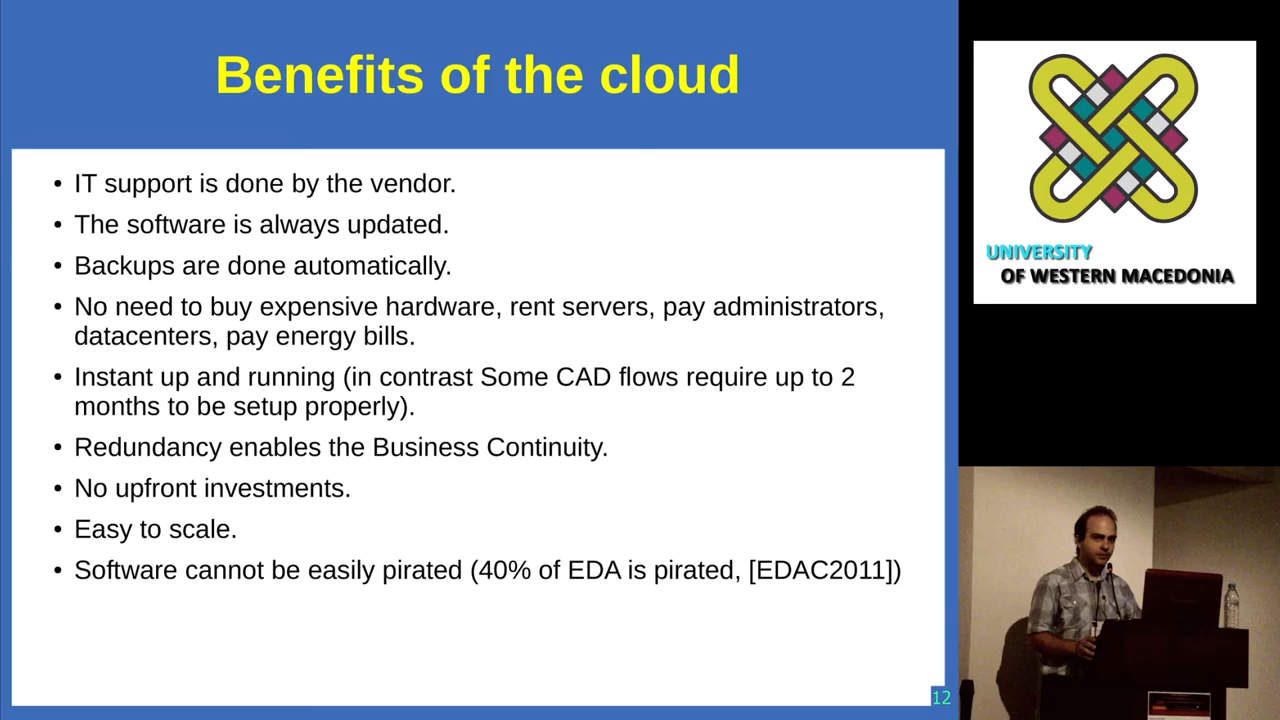 Benefits of the cloud
• IT support is done by the vendor.
• The software is always updated.
• Backups are done automatically.
• No need to buy expensive hardware, rent servers, pay administrators,
datacenters, pay energy bills.
• Instant up and running (in contrast Some CAD flows require up to 2
months to be setup properly).
• Redundancy enables the Business Continuity.
• No upfront investments.
• Easy to scale.
• Software cannot be easily pirated (40% of EDA is pirated, [EDAC2011])
12
UNIVERSITY
OF WESTERN MACEDONIA